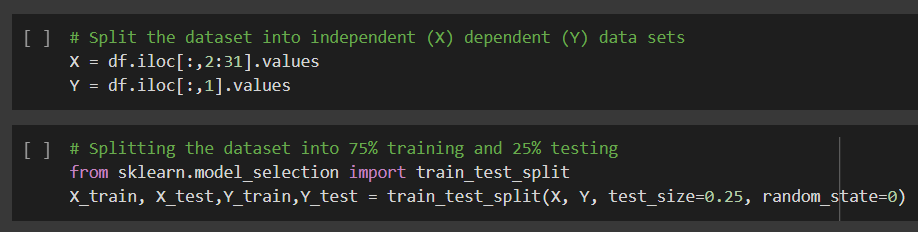 [ ] # Split the dataset into independent (X) dependent (Y) data sets
X = df.iloc[:,2:31].values
Y = df.iloc[:,1].values
[ ] # Splitting the dataset into 75% training and 25% testing
from sklearn.model_selection import train_test_split
X_train, X_test,Y_train,Y_test = train_test_split(X, Y, test_size=0.25, random_state=0)